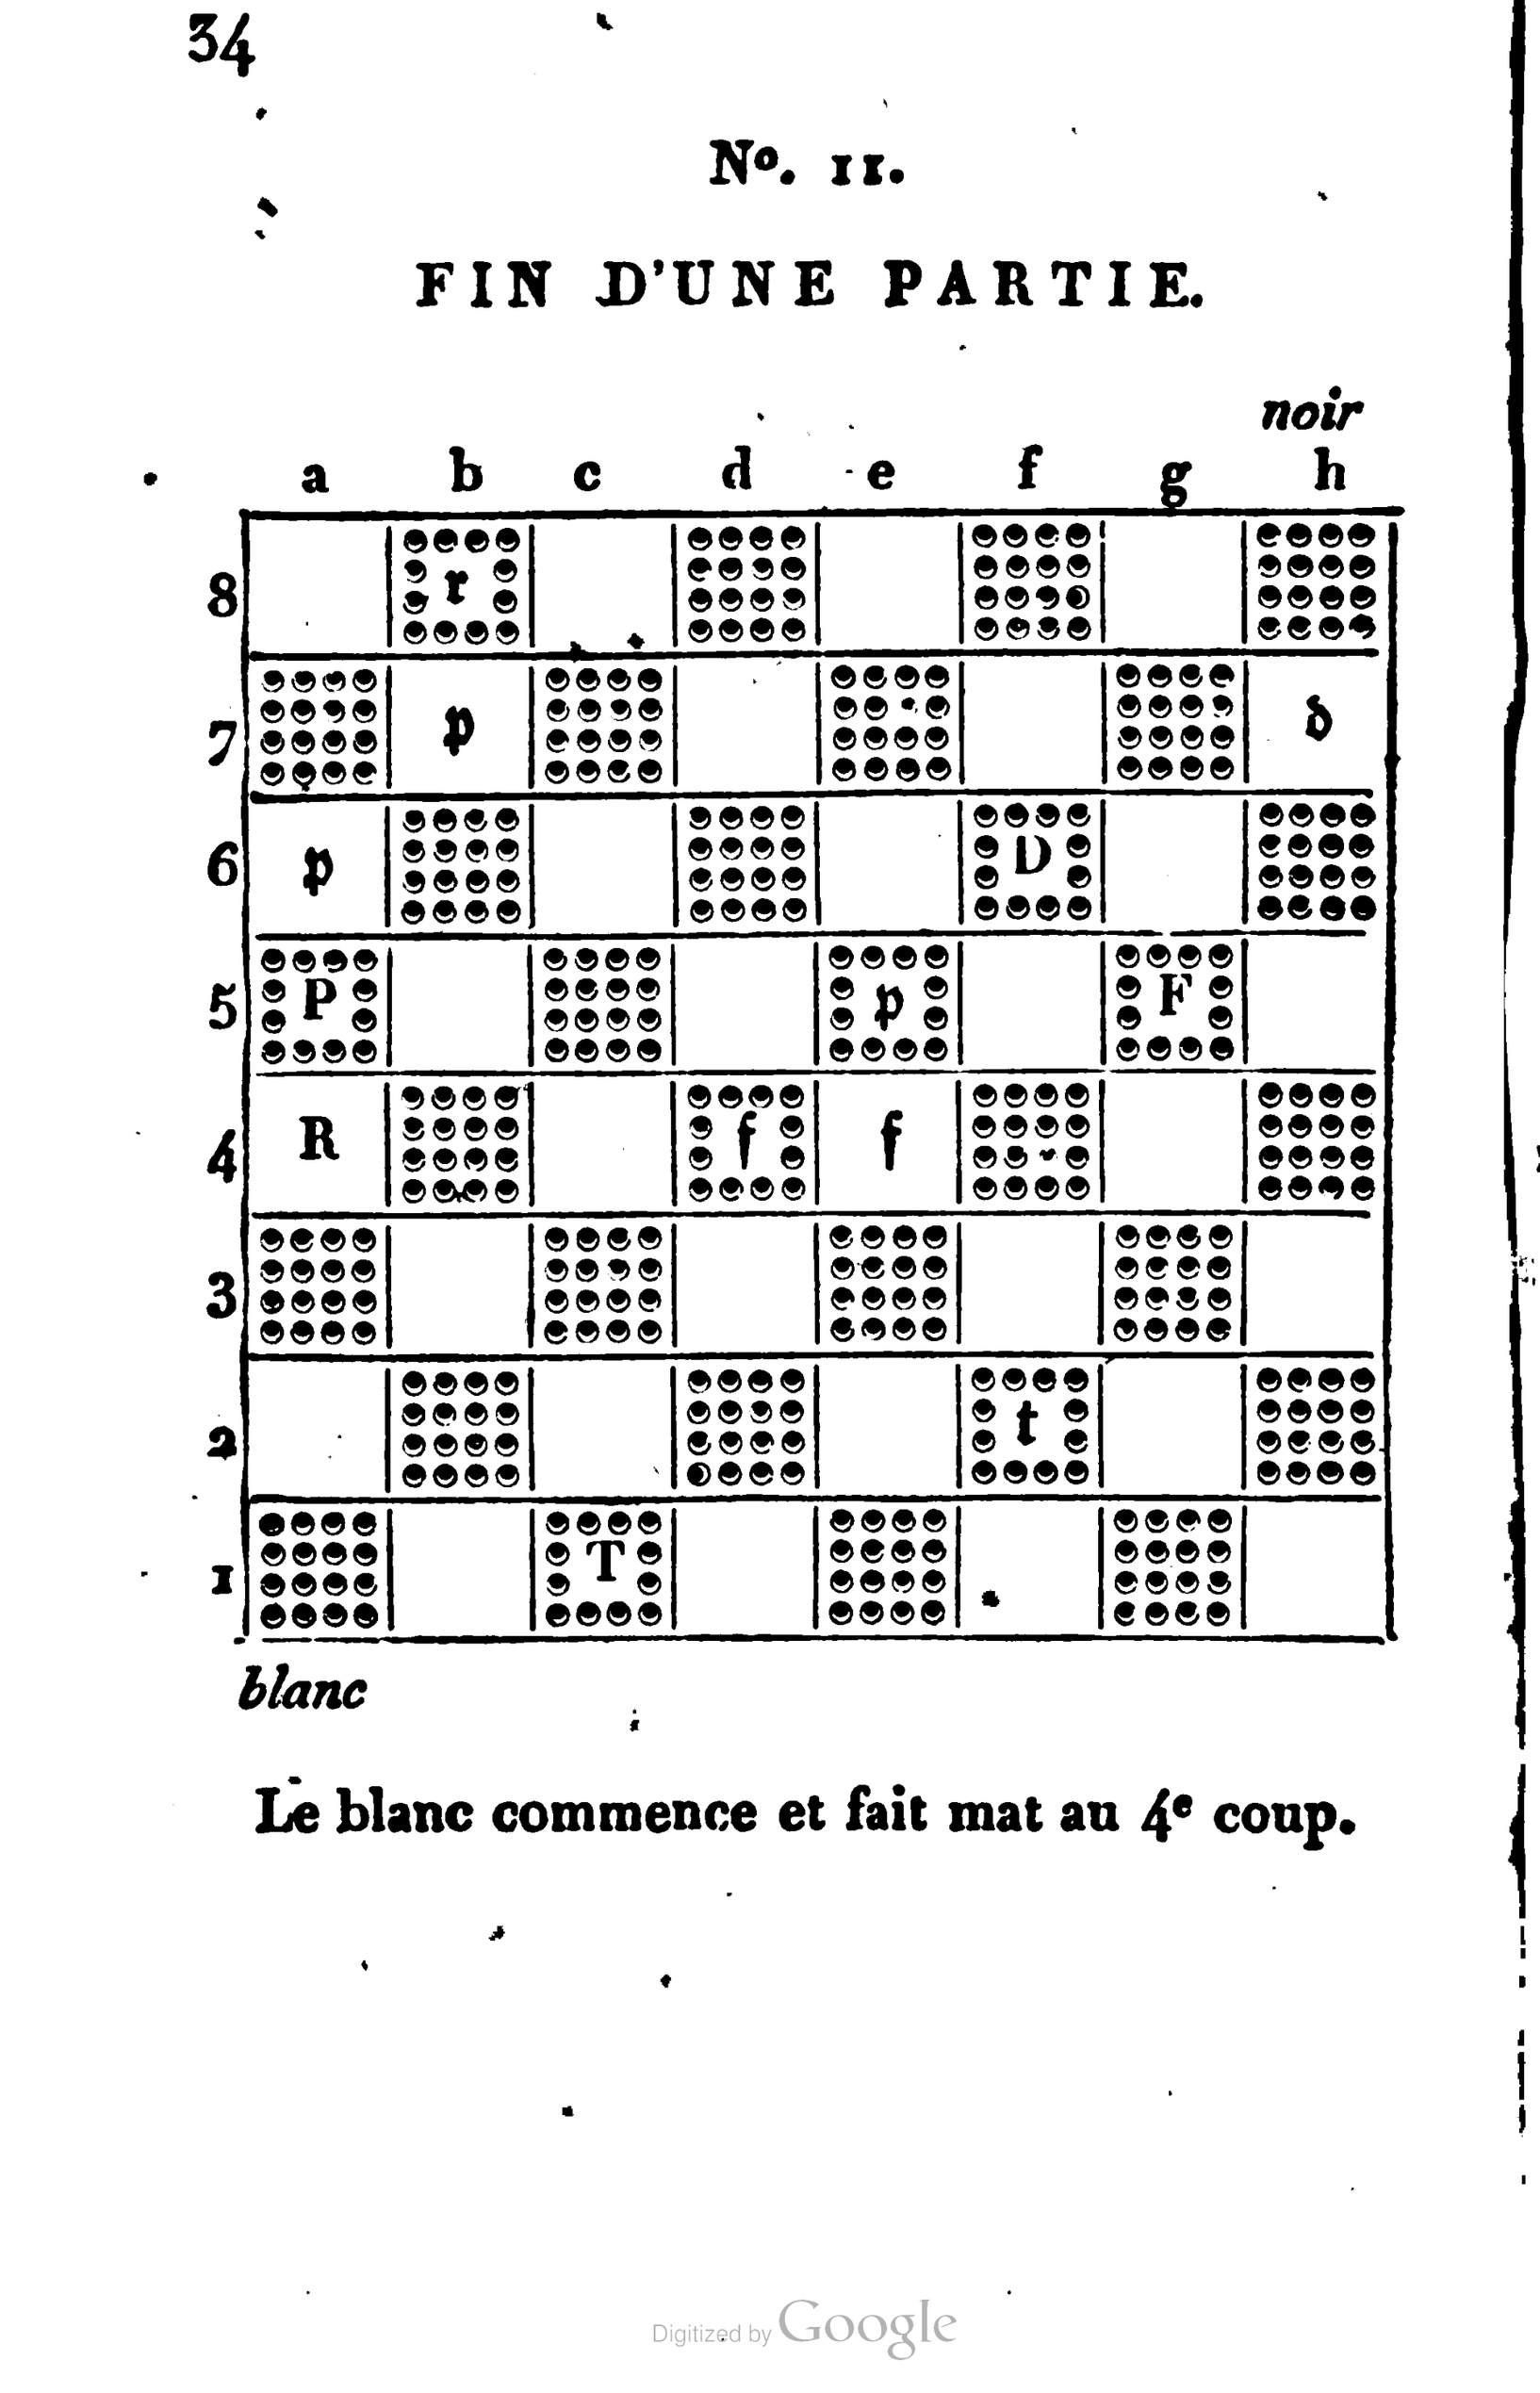 34
Nº. 11.
FIN D'UNE PARTIE.
noir
a b c d e f g h
8 r
7 p d
6 p D
5 P p F
4 R f f
3
2 t
1 T
blanc
Le blanc commence et fait mat au 4e coup.
Digitized by Google